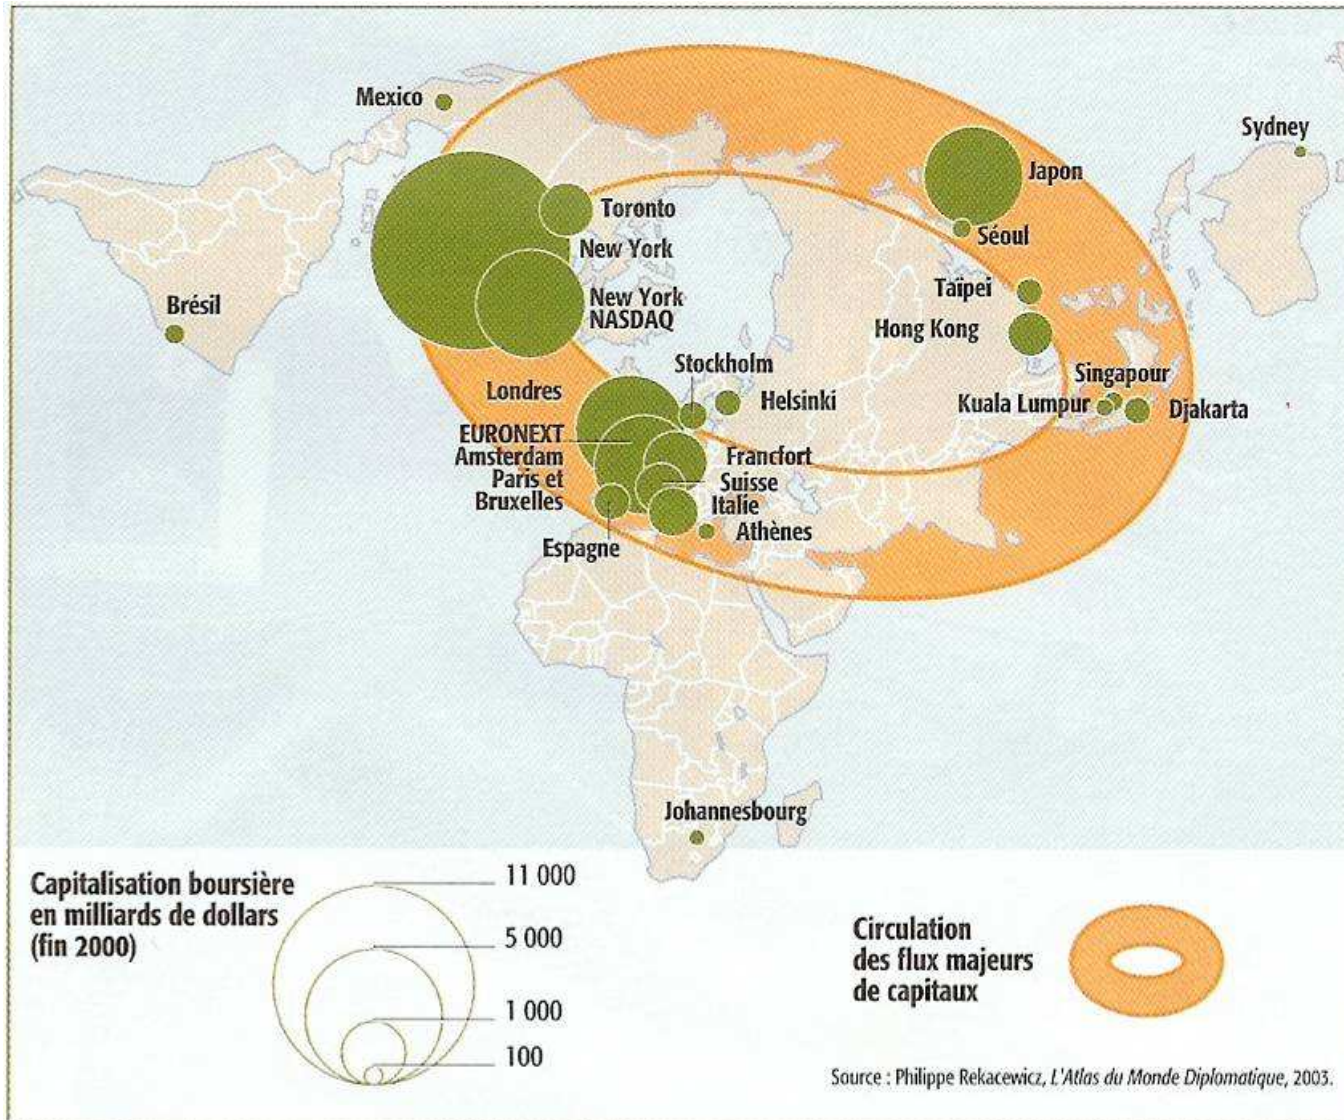 Mexico
Sydney
Japon
Toronto
Séoul
New York
Taïpei
New York
NASDAQ
Brésil
Hong Kong
Stockholm
Singapour
Londres
Helsinki
Kuala Lumpur
Djakarta
EURONEXT
Amsterdam
Paris et
Bruxelles
Francfort
Suisse
Italie
Athènes
Espagne
Johannesbourg
Capitalisation boursière
en milliards de dollars
(fin 2000)
11 000
5 000
1 000
100
Circulation
des flux majeurs
de capitaux
Source : Philippe Rekacewicz, L'Atlas du Monde Diplomatique, 2003.